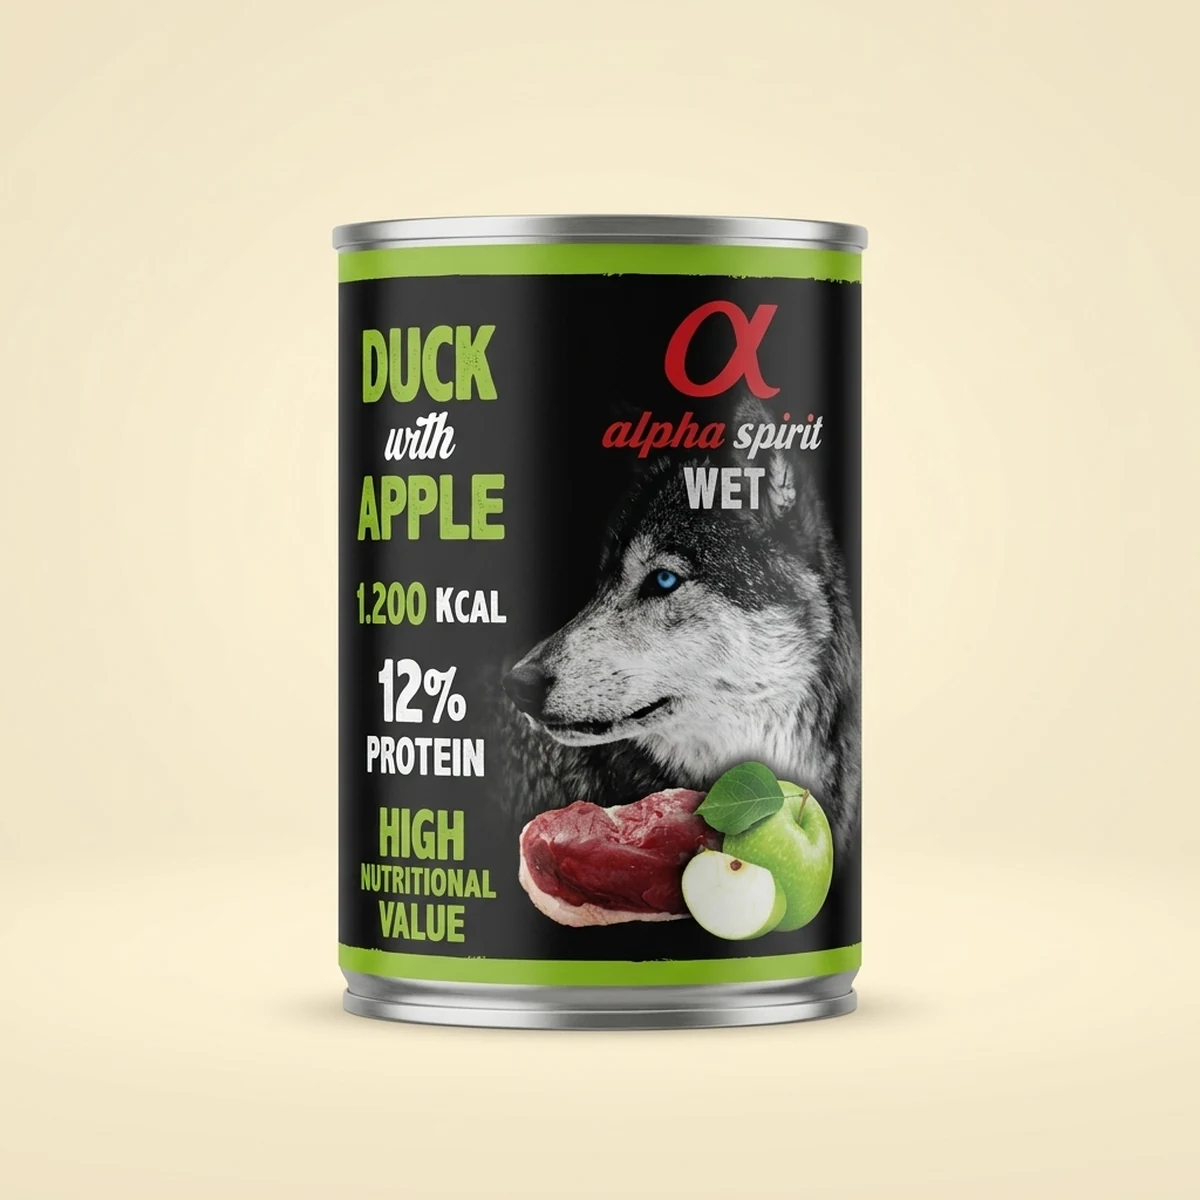 DUCK
with
APPLE
1.200 KCAL
12%
PROTEIN
HIGH
NUTRITIONAL
VALUE
α
alpha spirit
WET